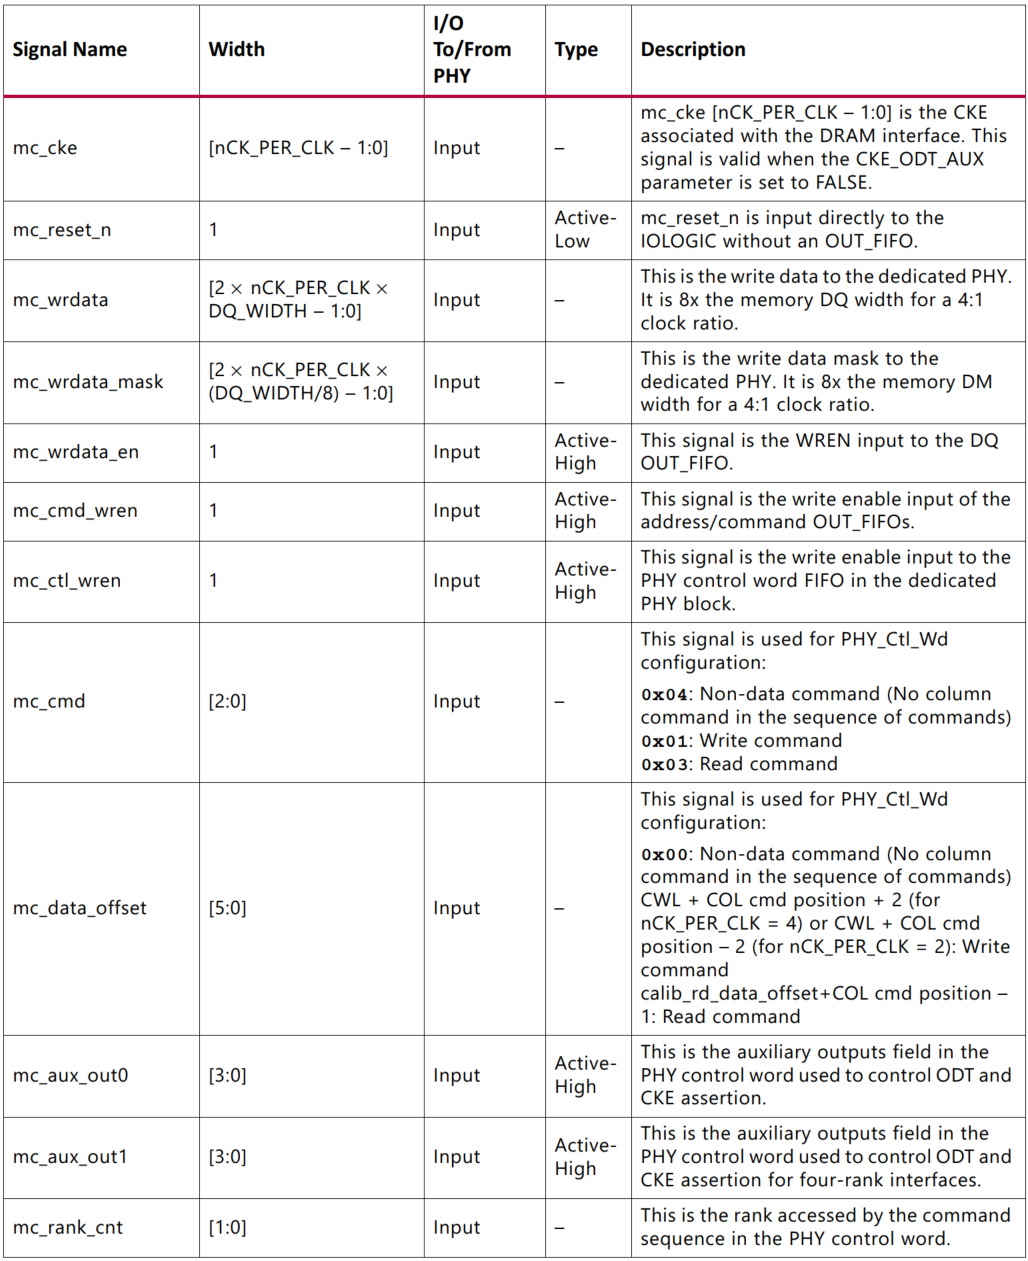 Signal Name Width I/O To/From PHY Type Description
mc_cke [nCK_PER_CLK – 1:0] Input – mc_cke [nCK_PER_CLK – 1:0] is the CKE
associated with the DRAM interface. This
signal is valid when the CKE_ODT_AUX
parameter is set to FALSE.
mc_reset_n 1 Input Active-Low mc_reset_n is input directly to the
IOLOGIC without an OUT_FIFO.
mc_wrdata [2 × nCK_PER_CLK × DQ_WIDTH – 1:0] Input – This is the write data to the dedicated PHY.
It is 8x the memory DQ width for a 4:1
clock ratio.
mc_wrdata_mask [2 × nCK_PER_CLK × (DQ_WIDTH/8) – 1:0] Input – This is the write data mask to the
dedicated PHY. It is 8x the memory DM
width for a 4:1 clock ratio.
mc_wrdata_en 1 Input Active-High This signal is the WREN input to the DQ
OUT_FIFO.
mc_cmd_wren 1 Input Active-High This signal is the write enable input of the
address/command OUT_FIFOs.
mc_ctl_wren 1 Input Active-High This signal is the write enable input to the
PHY control word FIFO in the dedicated
PHY block.
mc_cmd [2:0] Input – This signal is used for PHY_Ctl_Wd
configuration:
0x04: Non-data command (No column
command in the sequence of commands)
0x01: Write command
0x03: Read command
mc_data_offset [5:0] Input – This signal is used for PHY_Ctl_Wd
configuration:
0x00: Non-data command (No column
command in the sequence of commands)
CWL + COL cmd position + 2 (for
nCK_PER_CLK = 4) or CWL + COL cmd
position – 2 (for nCK_PER_CLK = 2): Write
command
calib_rd_data_offset+COL cmd position –
1: Read command
mc_aux_out0 [3:0] Input Active-High This is the auxiliary outputs field in the
PHY control word used to control ODT and
CKE assertion.
mc_aux_out1 [3:0] Input Active-High This is the auxiliary outputs field in the
PHY control word used to control ODT and
CKE assertion for four-rank interfaces.
mc_rank_cnt [1:0] Input – This is the rank accessed by the command
sequence in the PHY control word.